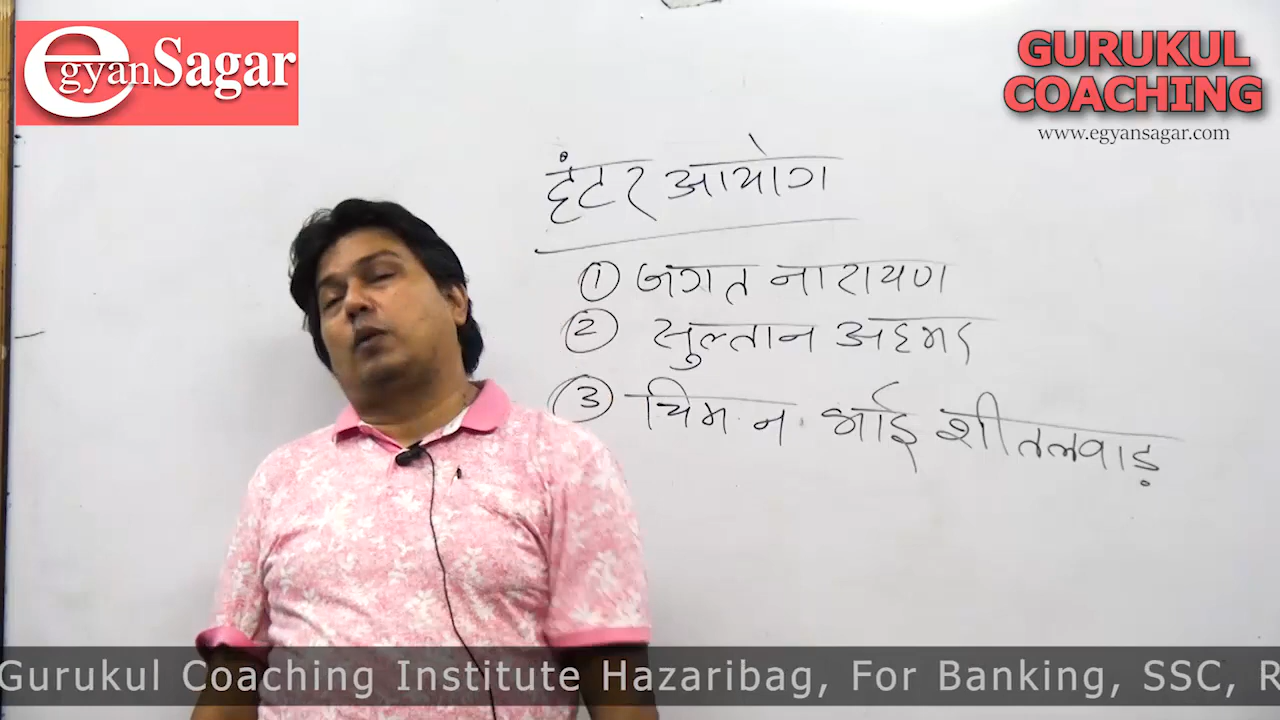 egyanSagar
GURUKUL
COACHING
www.egyansagar.com
हंटर आयोग
① जगत नारायण
② सुल्तान अहमद
③ चिमन भाई शीतलवाड़
Gurukul Coaching Institute Hazaribag, For Banking, SSC, R